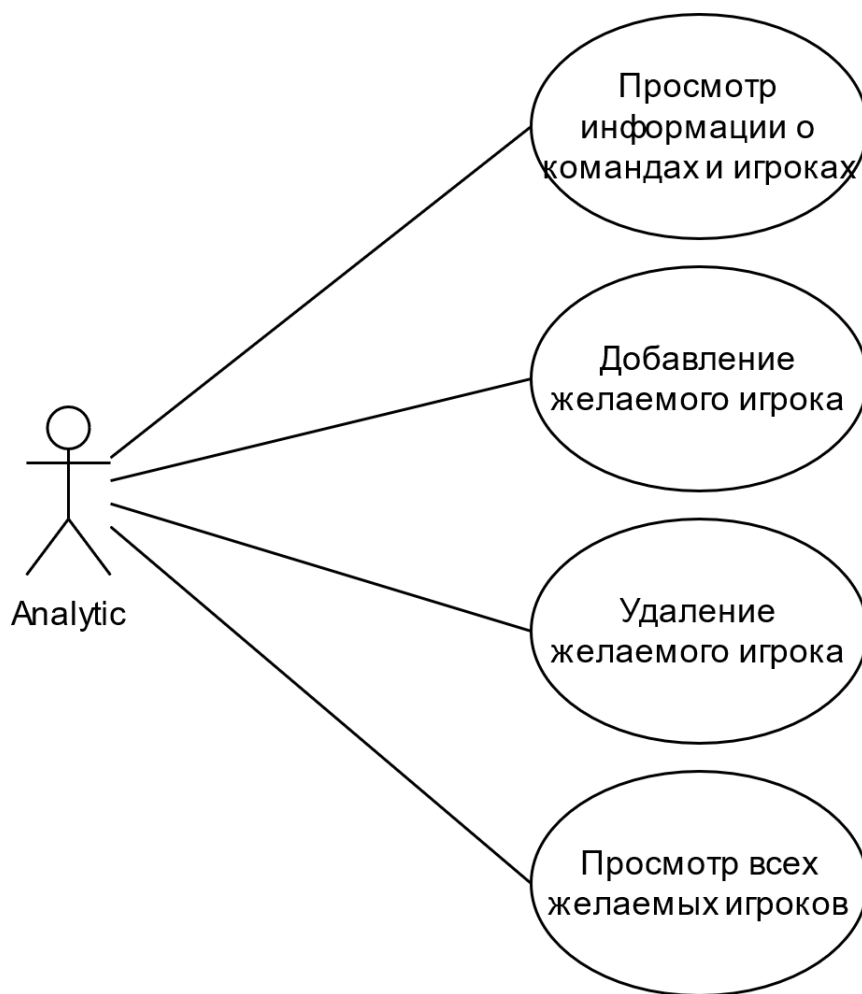 Просмотр
информации о
командах и игроках
Добавление
желаемого игрока
Analytic
Удаление
желаемого игрока
Просмотр всех
желаемых игроков